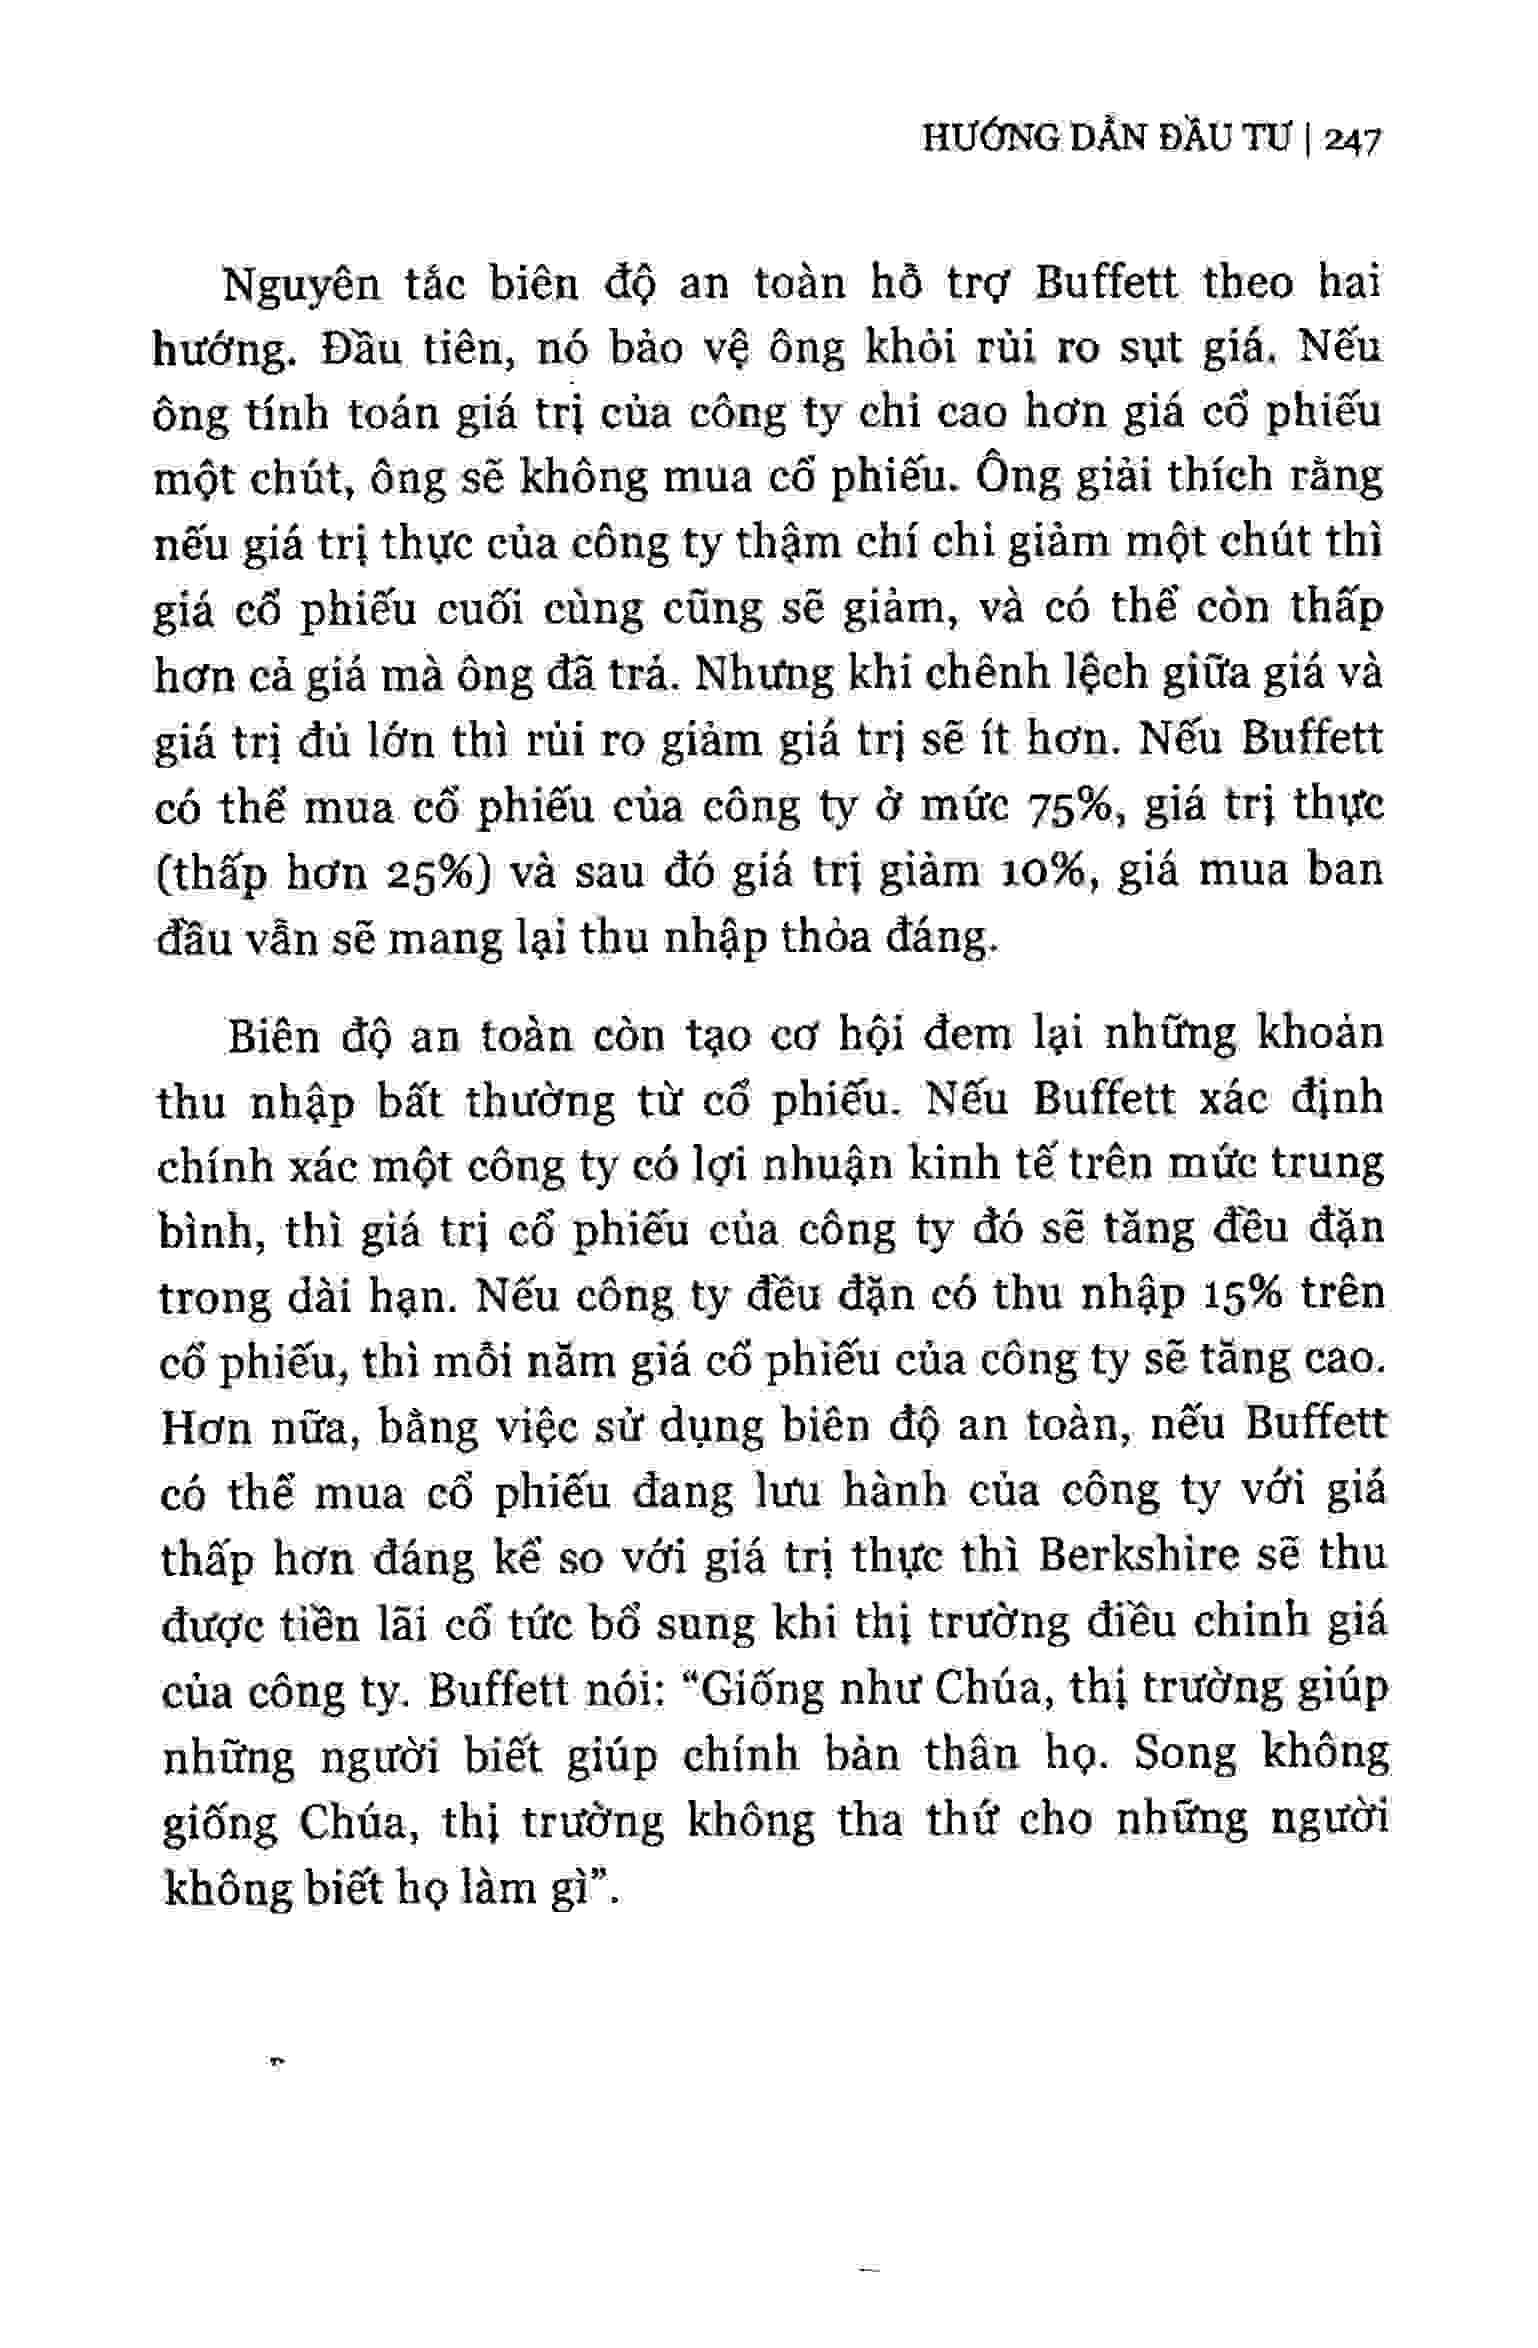 HƯỚNG DẪN ĐẦU TƯ | 247
Nguyên tắc biên độ an toàn hỗ trợ Buffett theo hai
hướng. Đầu tiên, nó bảo vệ ông khỏi rủi ro sụt giá. Nếu
ông tính toán giá trị của công ty chỉ cao hơn giá cổ phiếu
một chút, ông sẽ không mua cổ phiếu. Ông giải thích rằng
nếu giá trị thực của công ty thậm chí chỉ giảm một chút thì
giá cổ phiếu cuối cùng cũng sẽ giảm, và có thể còn thấp
hơn cả giá mà ông đã trả. Nhưng khi chênh lệch giữa giá và
giá trị đủ lớn thì rủi ro giảm giá trị sẽ ít hơn. Nếu Buffett
có thể mua cổ phiếu của công ty ở mức 75%, giá trị thực
(thấp hơn 25%) và sau đó giá trị giảm 10%, giá mua ban
đầu vẫn sẽ mang lại thu nhập thỏa đáng.
Biên độ an toàn còn tạo cơ hội đem lại những khoản
thu nhập bất thường từ cổ phiếu. Nếu Buffett xác định
chính xác một công ty có lợi nhuận kinh tế trên mức trung
bình, thì giá trị cổ phiếu của công ty đó sẽ tăng đều đặn
trong dài hạn. Nếu công ty đều đặn có thu nhập 15% trên
cổ phiếu, thì mỗi năm giá cổ phiếu của công ty sẽ tăng cao.
Hơn nữa, bằng việc sử dụng biên độ an toàn, nếu Buffett
có thể mua cổ phiếu đang lưu hành của công ty với giá
thấp hơn đáng kể so với giá trị thực thì Berkshire sẽ thu
được tiền lãi cổ tức bổ sung khi thị trường điều chỉnh giá
của công ty. Buffett nói: “Giống như Chúa, thị trường giúp
những người biết giúp chính bản thân họ. Song không
giống Chúa, thị trường không tha thứ cho những người
không biết họ làm gì”.